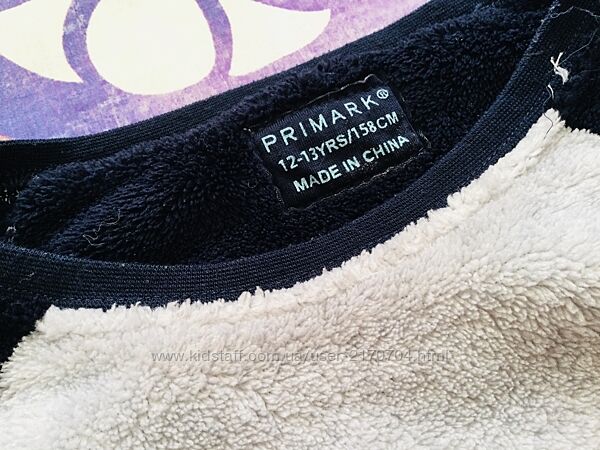 PRIMARK®
12-13YRS/158CM
MADE IN CHINA
www.kidstaff.com.ua/user-2170704.html